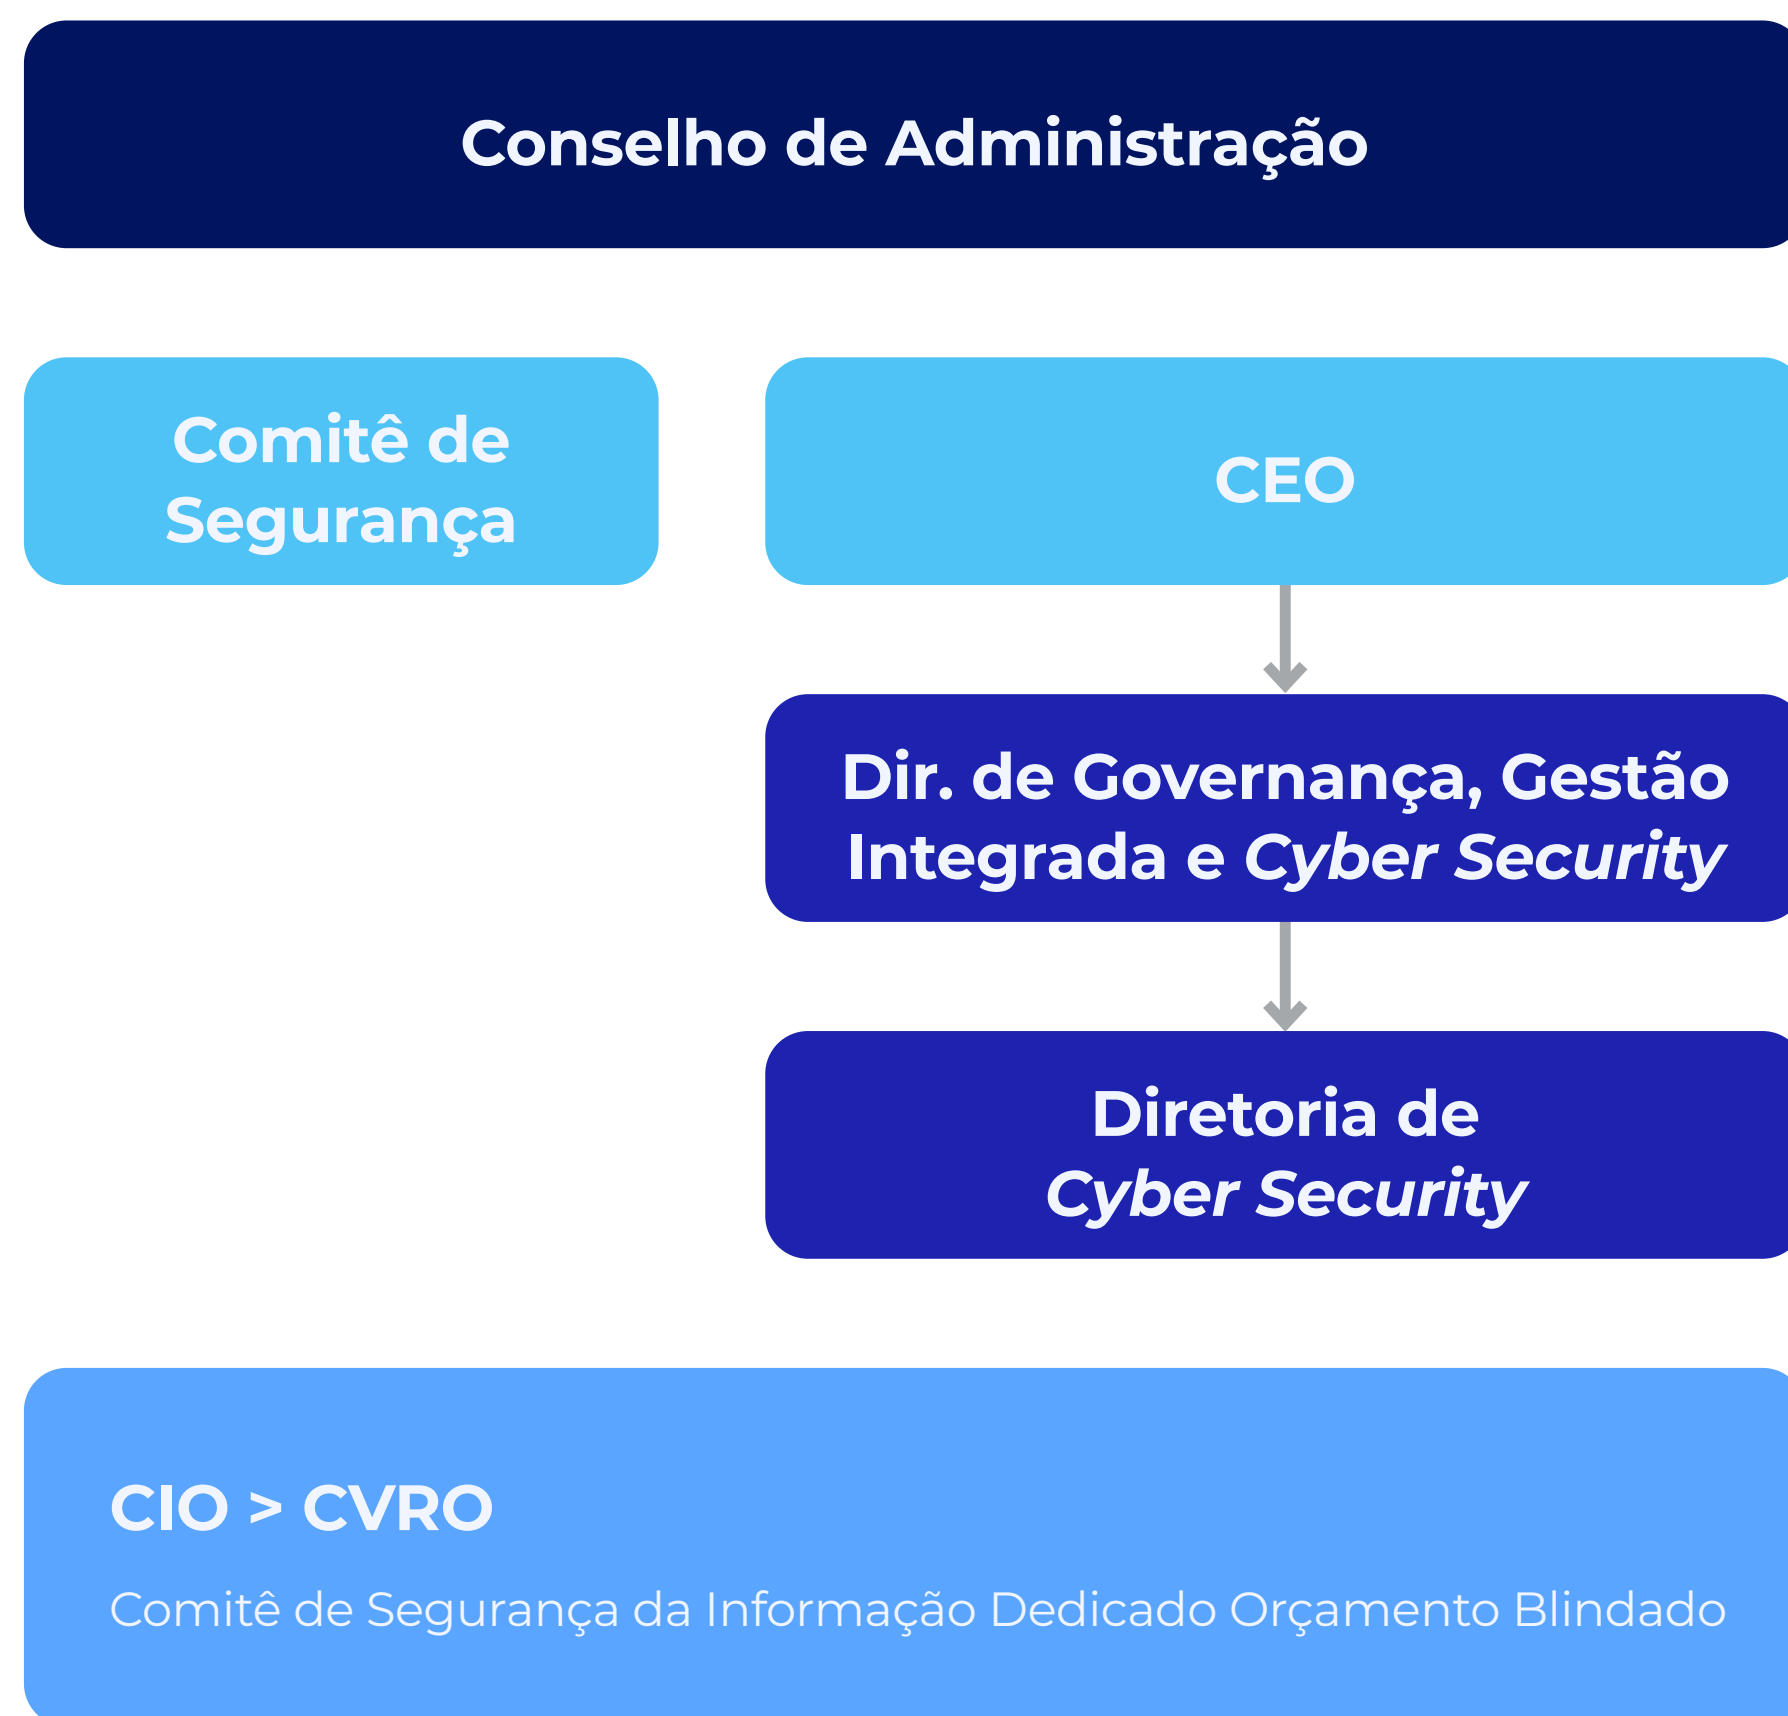 Conselho de Administração
Comitê de
Segurança
CEO
Dir. de Governança, Gestão
Integrada e Cyber Security
Diretoria de
Cyber Security
CIO > CVRO
Comitê de Segurança da Informação Dedicado Orçamento Blindado